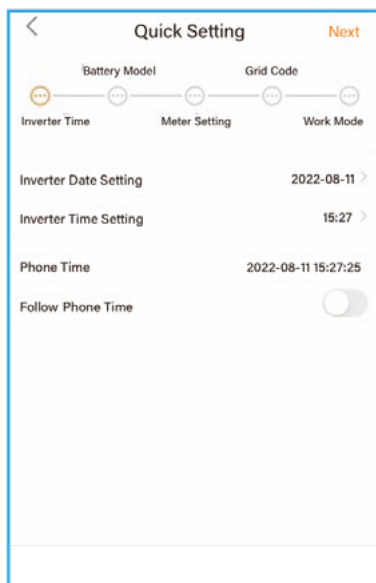 Quick Setting Next
Battery Model Grid Code
Inverter Time Meter Setting Work Mode
Inverter Date Setting 2022-08-11
Inverter Time Setting 15:27
Phone Time 2022-08-11 15:27:25
Follow Phone Time